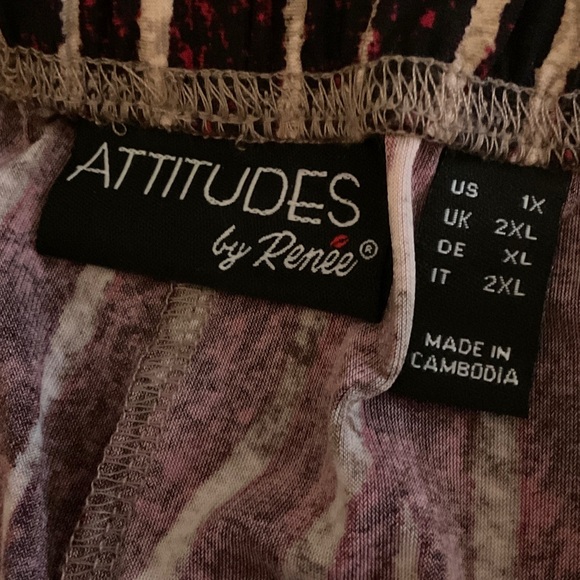 ATTITUDES
by Renée®
US 1X
UK 2XL
DE XL
IT 2XL
MADE IN
CAMBODIA